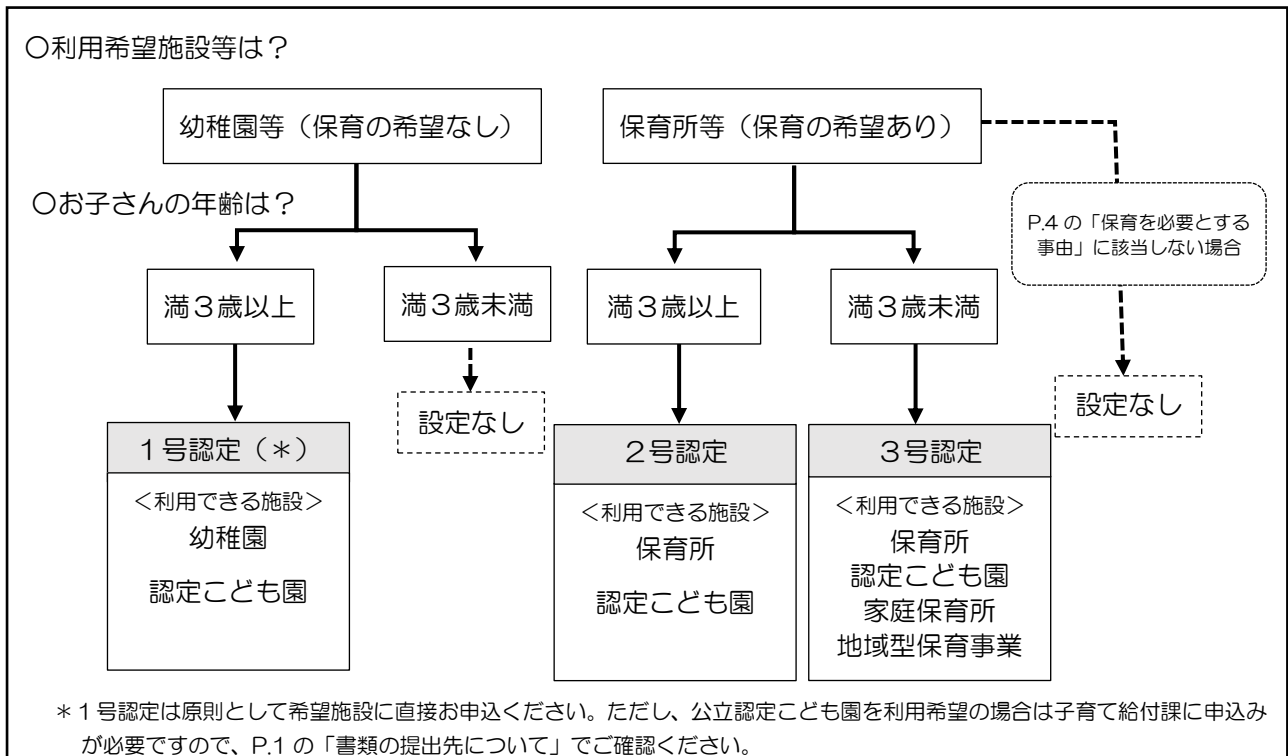 〇利用希望施設等は?
幼稚園等(保育の希望なし)
保育所等(保育の希望あり)
〇お子さんの年齢は?
P.4 の「保育を必要とする
事由」に該当しない場合
満3歳以上
満3歳未満
満3歳以上
満3歳未満
設定なし
設定なし
1号認定(*)
<利用できる施設>
幼稚園
認定こども園
2号認定
<利用できる施設>
保育所
認定こども園
3号認定
<利用できる施設>
保育所
認定こども園
家庭保育所
地域型保育事業
*1号認定は原則として希望施設に直接お申込ください。ただし、公立認定こども園を利用希望の場合は子育て給付課に申込み
が必要ですので、P.1 の「書類の提出先について」でご確認ください。